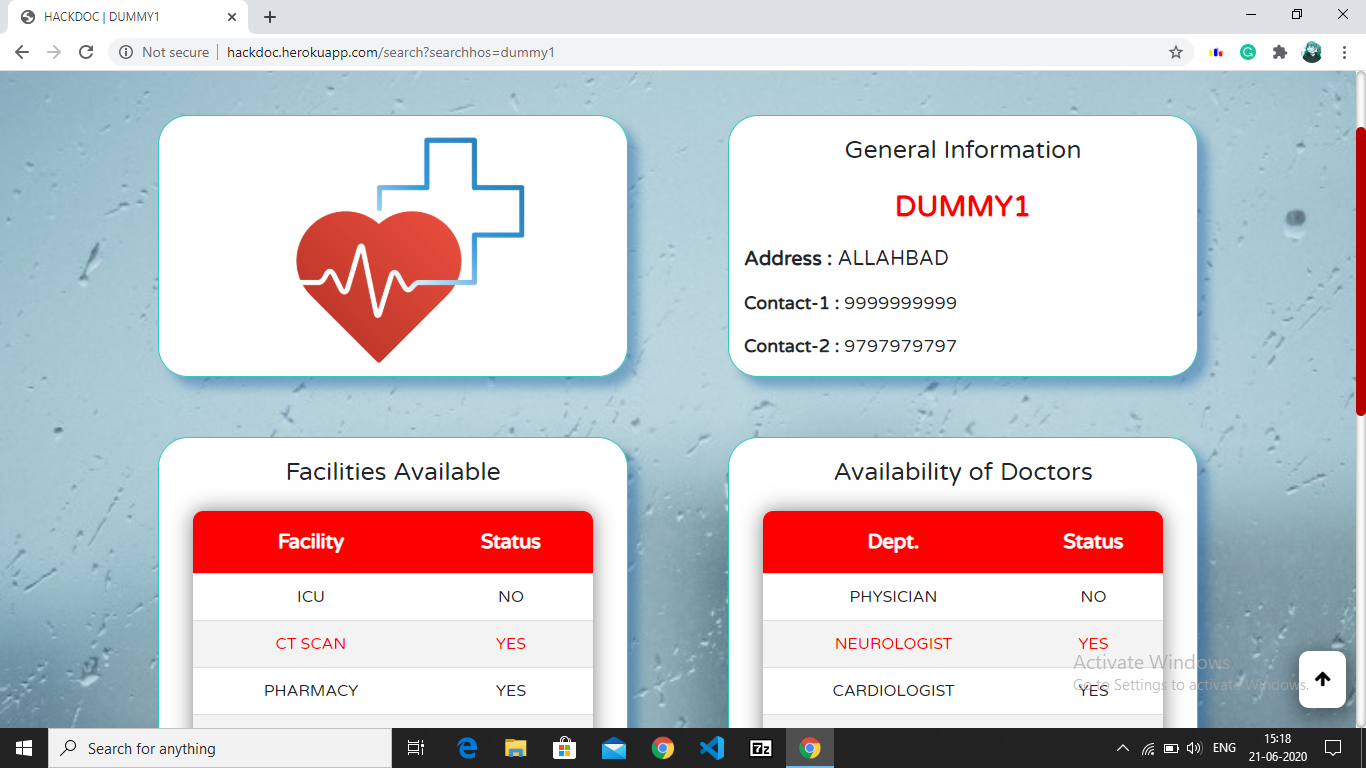 HACKDOC | DUMMY1
Not secure
hackdoc.herokuapp.com/search?searchhos=dummy1
General Information
DUMMY1
Address : ALLAHBAD
Contact-1 : 9999999999
Contact-2 : 9797979797
Facilities Available
Facility Status
ICU NO
CT SCAN YES
PHARMACY YES
Availability of Doctors
Dept. Status
PHYSICIAN NO
NEUROLOGIST YES
CARDIOLOGIST YES
Activate Windows
Go to Settings to activate Windows.
Search for anything
7z
ENG
15:18
21-06-2020